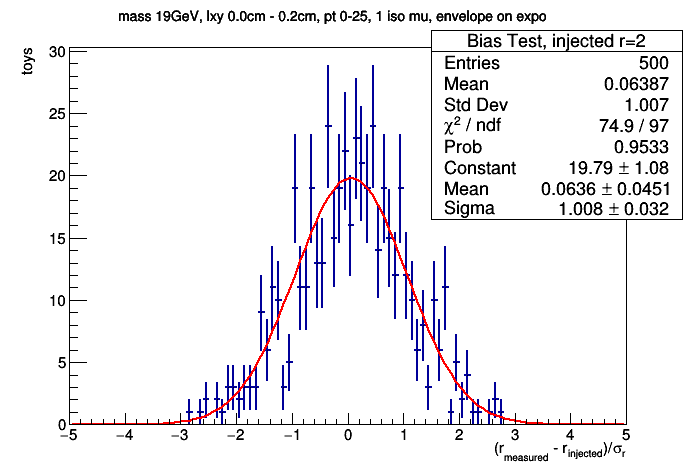 mass 19GeV, lxy 0.0cm - 0.2cm, pt 0-25, 1 iso mu, envelope on expo
Bias Test, injected r=2
Entries 500
Mean 0.06387
Std Dev 1.007
χ² / ndf 74.9 / 97
Prob 0.9533
Constant 19.79 ± 1.08
Mean 0.0636 ± 0.0451
Sigma 1.008 ± 0.032
toys
30
25
20
15
10
5
0
−5 −4 −3 −2 −1 0 1 2 3 4 5
(r_measured - r_injected)/σ_r